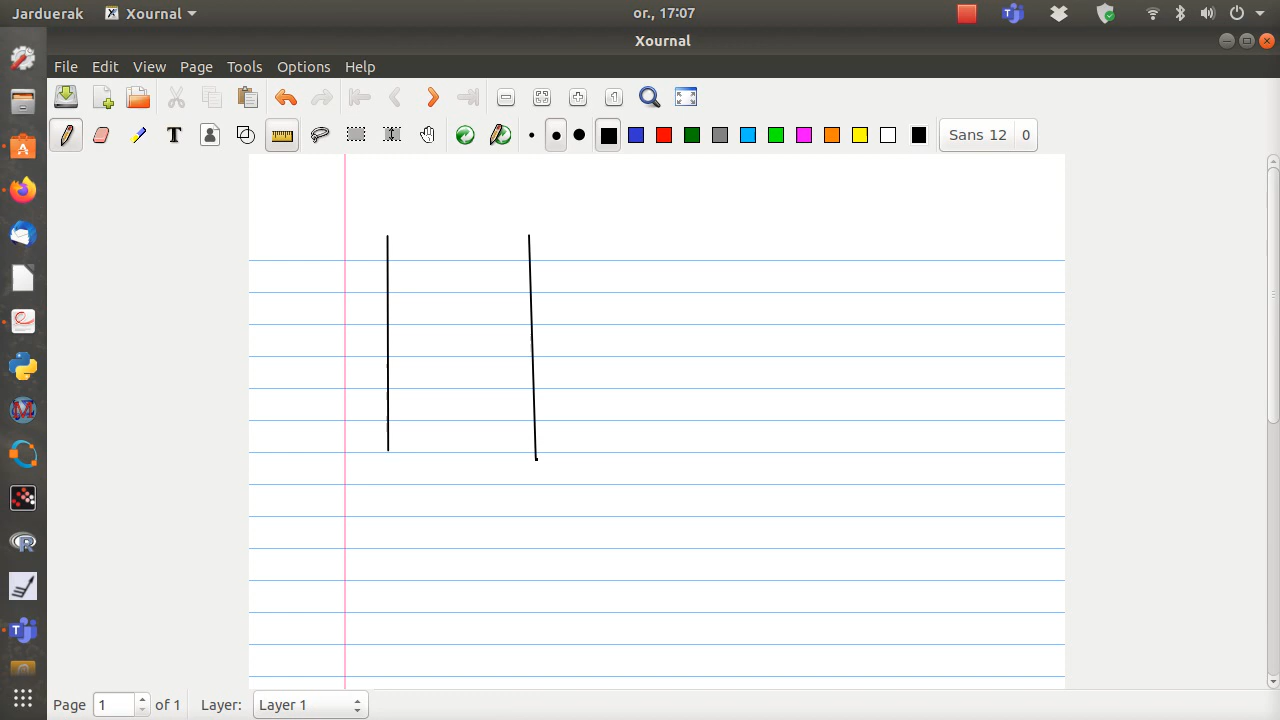 Jarduerak Xournal or., 17:07
Xournal
File Edit View Page Tools Options Help
T Sans 12 0
Page 1 of 1 Layer: Layer 1